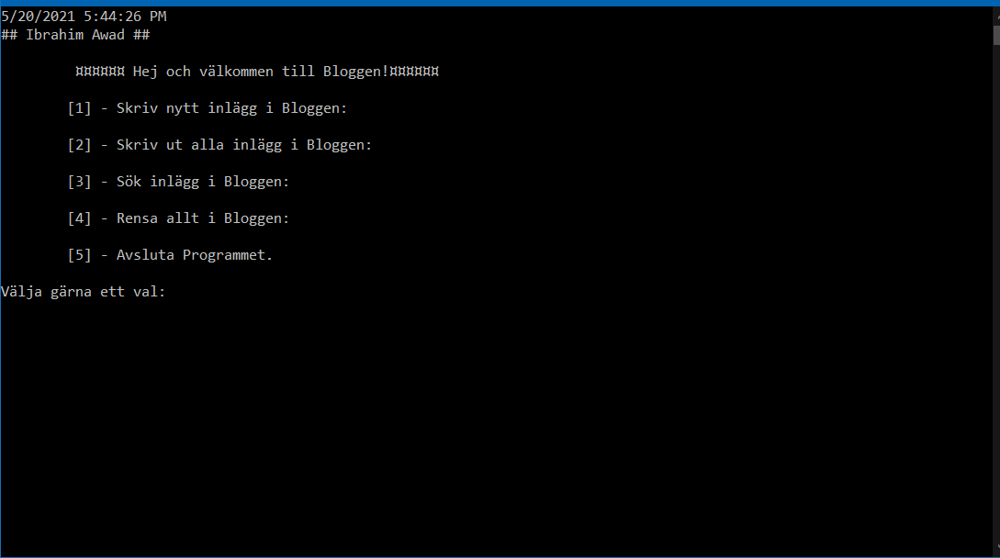 5/20/2021 5:44:26 PM
## Ibrahim Awad ##
¤¤¤¤¤¤ Hej och välkommen till Bloggen!¤¤¤¤¤¤
[1] - Skriv nytt inlägg i Bloggen:
[2] - Skriv ut alla inlägg i Bloggen:
[3] - Sök inlägg i Bloggen:
[4] - Rensa allt i Bloggen:
[5] - Avsluta Programmet.
Välja gärna ett val: